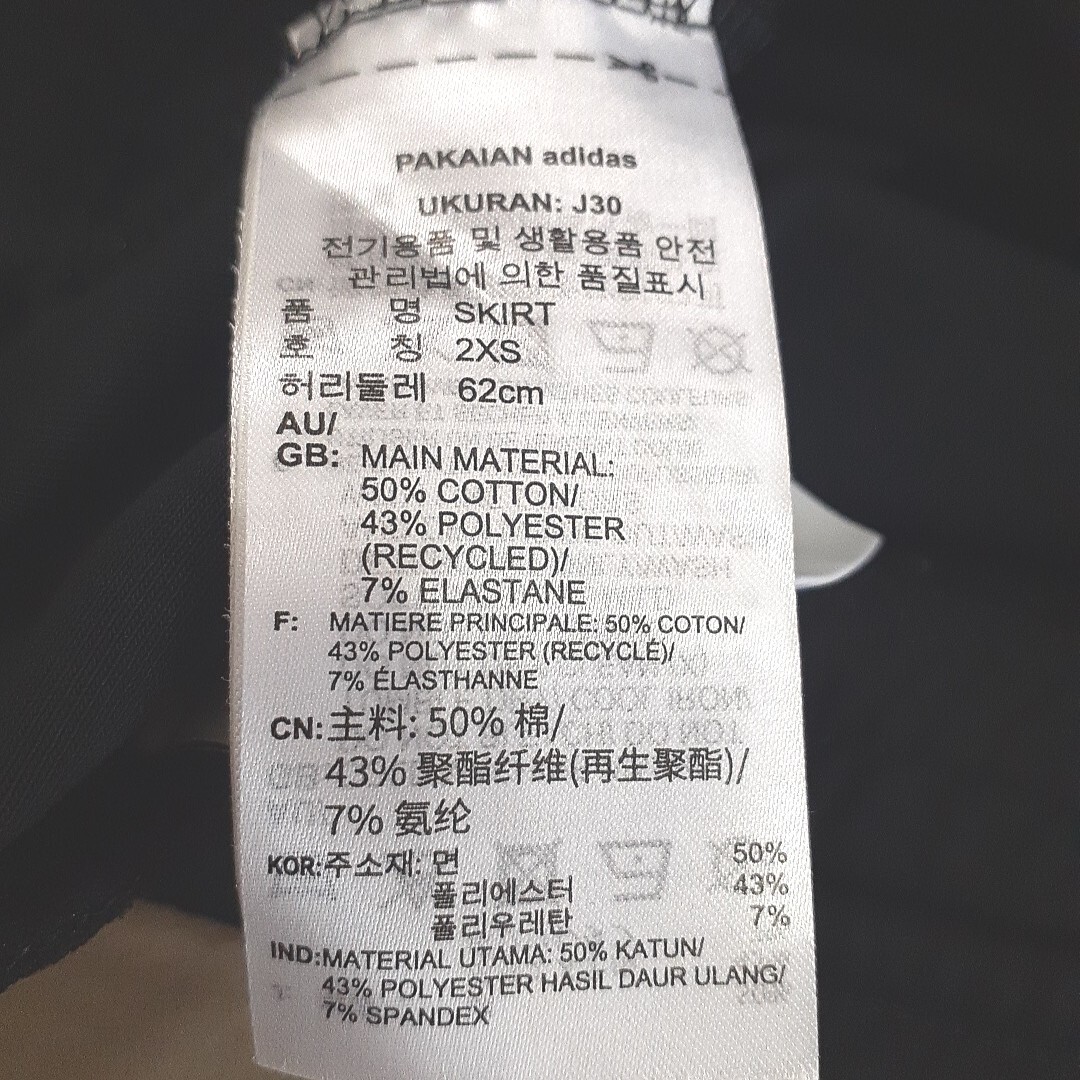 PAKAIAN adidas
UKURAN: J30
전기용품 및 생활용품 안전
관리법에 의한 품질표시
품 명 SKIRT
호 칭 2XS
허리둘레 62cm
AU/
GB: MAIN MATERIAL:
50% COTTON/
43% POLYESTER
(RECYCLED)/
7% ELASTANE
F: MATIERE PRINCIPALE: 50% COTON/
43% POLYESTER (RECYCLÉ)/
7% ÉLASTHANNE
CN: 主料: 50% 棉/
43% 聚酯纤维(再生聚酯)/
7% 氨纶
KOR: 주소재: 면 50%
폴리에스터 43%
폴리우레탄 7%
IND: MATERIAL UTAMA: 50% KATUN/
43% POLYESTER HASIL DAUR ULANG/
7% SPANDEX